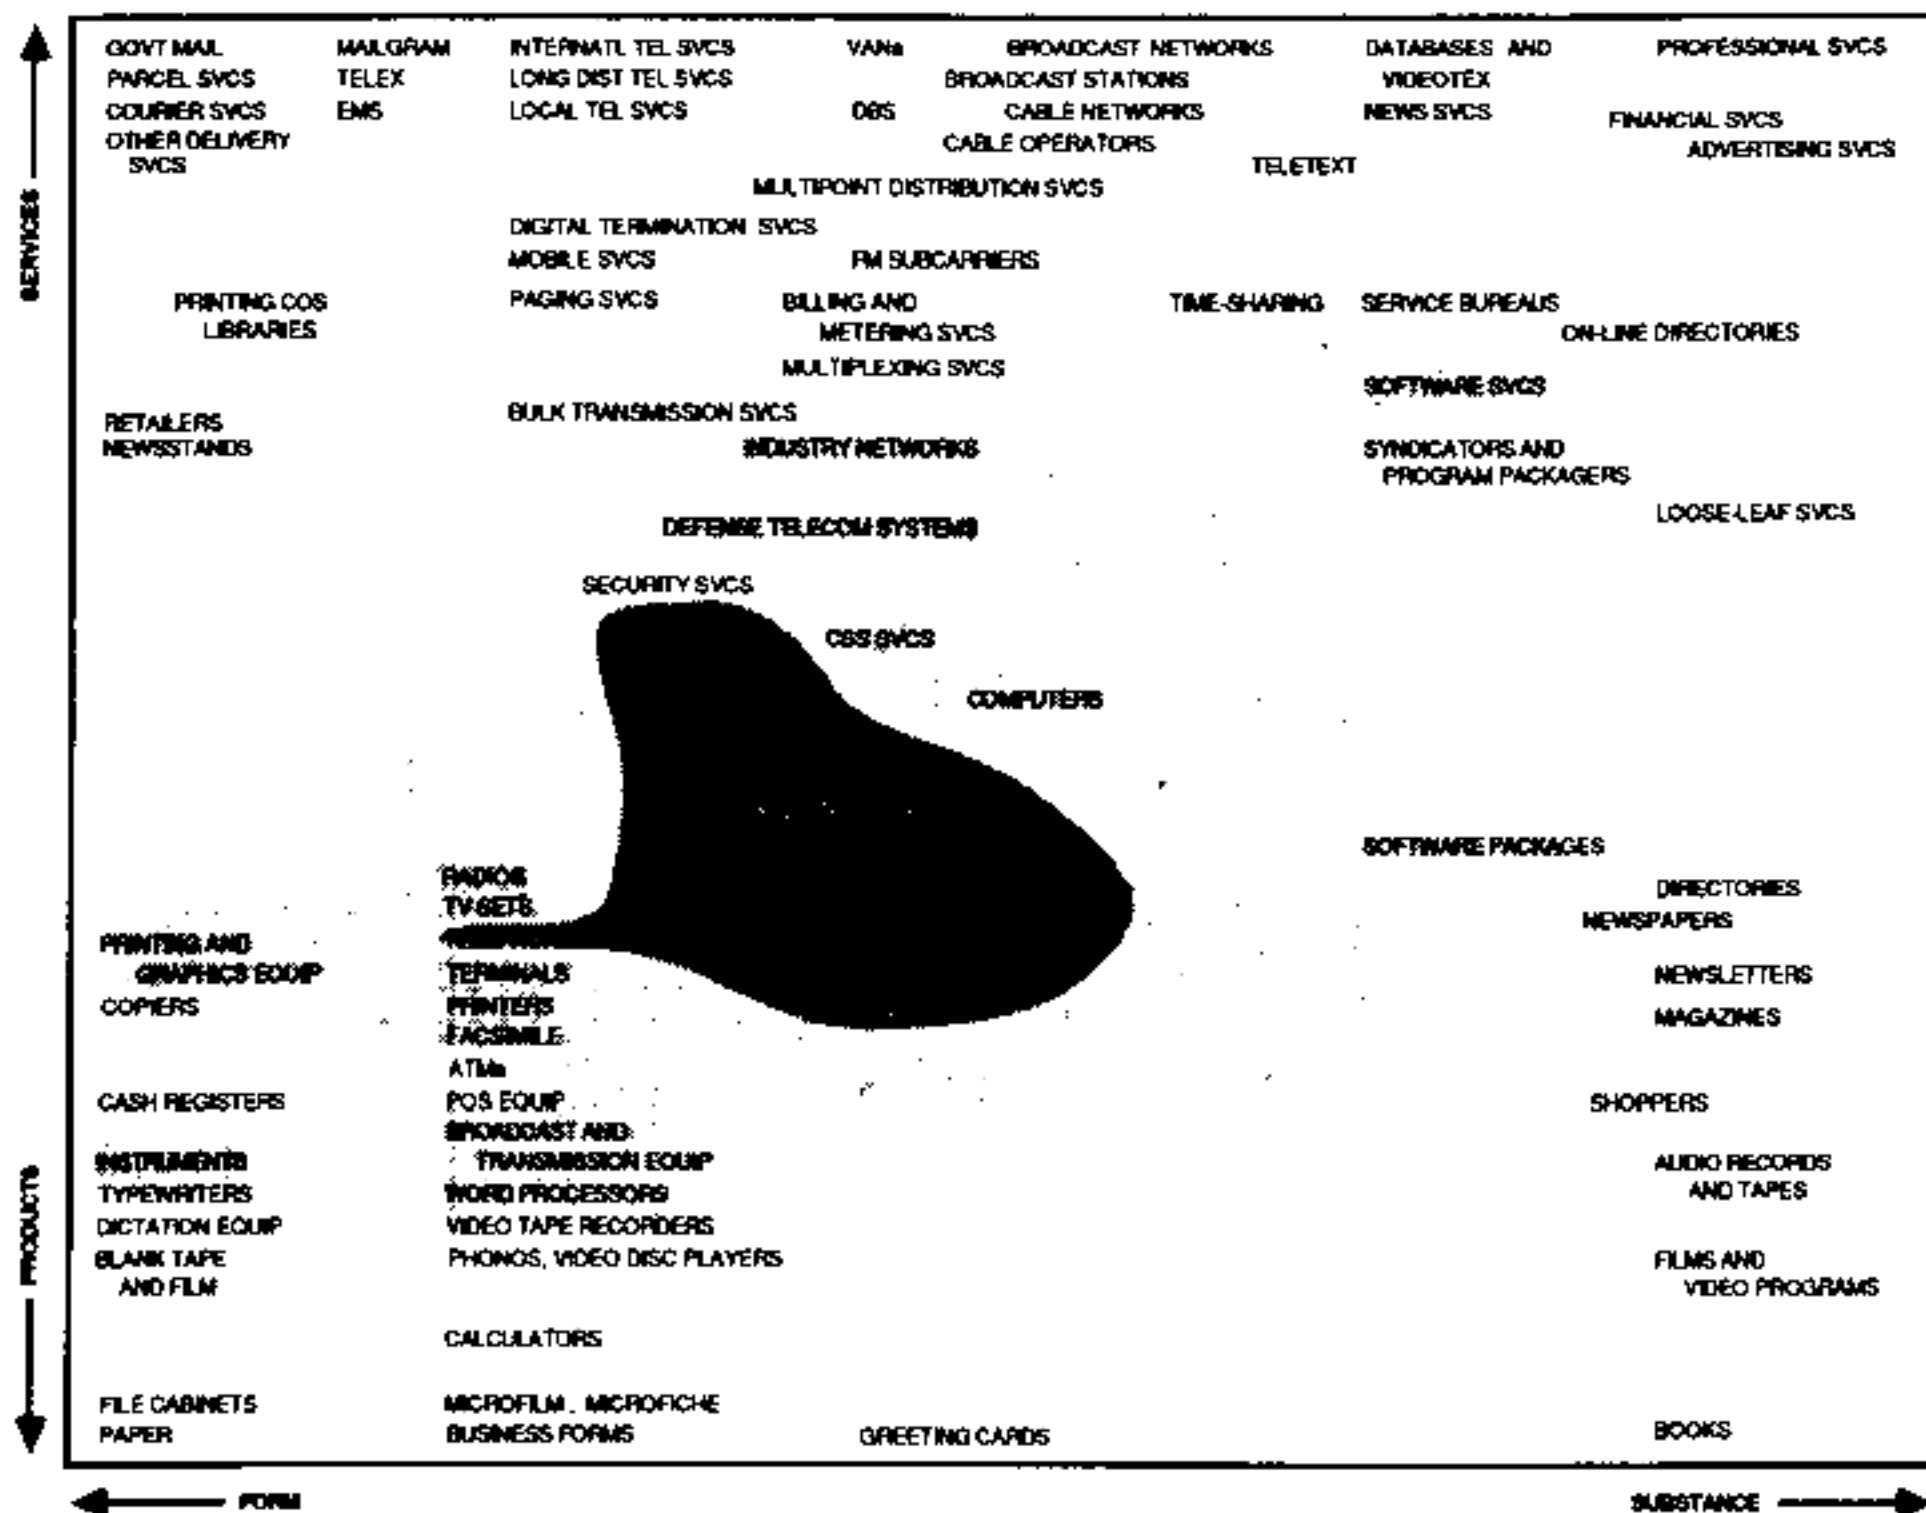 GOVT MAIL MAILGRAM INTERNATL TEL SVCS VANs BROADCAST NETWORKS DATABASES AND PROFESSIONAL SVCS
PARCEL SVCS TELEX LONG DIST TEL SVCS BROADCAST STATIONS VIDEOTEX
COURIER SVCS EMS LOCAL TEL SVCS DBS CABLE NETWORKS NEWS SVCS FINANCIAL SVCS
OTHER DELIVERY CABLE OPERATORS ADVERTISING SVCS
SVCS TELETEXT
MULTIPOINT DISTRIBUTION SVCS
DIGITAL TERMINATION SVCS
SERVICES
MOBILE SVCS FM SUBCARRIERS
PRINTING COS PAGING SVCS BILLING AND TIME-SHARING SERVICE BUREAUS
LIBRARIES METERING SVCS ON-LINE DIRECTORIES
MULTIPLEXING SVCS
SOFTWARE SVCS
RETAILERS BULK TRANSMISSION SVCS
NEWSSTANDS INDUSTRY NETWORKS SYNDICATORS AND
PROGRAM PACKAGERS
LOOSE-LEAF SVCS
DEFENSE TELECOM SYSTEMS
SECURITY SVCS
CSS SVCS
COMPUTERS
SOFTWARE PACKAGES
RADIOS DIRECTORIES
TV SETS NEWSPAPERS
PRINTING AND
GRAPHICS EQUIP TERMINALS NEWSLETTERS
COPIERS PRINTERS MAGAZINES
FACSIMILE
ATMs
CASH REGISTERS POS EQUIP SHOPPERS
BROADCAST AND
INSTRUMENTS TRANSMISSION EQUIP AUDIO RECORDS
TYPEWRITERS WORD PROCESSORS AND TAPES
PRODUCTS
DICTATION EQUIP VIDEO TAPE RECORDERS
BLANK TAPE PHONOS, VIDEO DISC PLAYERS FILMS AND
AND FILM VIDEO PROGRAMS
CALCULATORS
FILE CABINETS MICROFILM, MICROFICHE
PAPER BUSINESS FORMS GREETING CARDS BOOKS
FORM SUBSTANCE